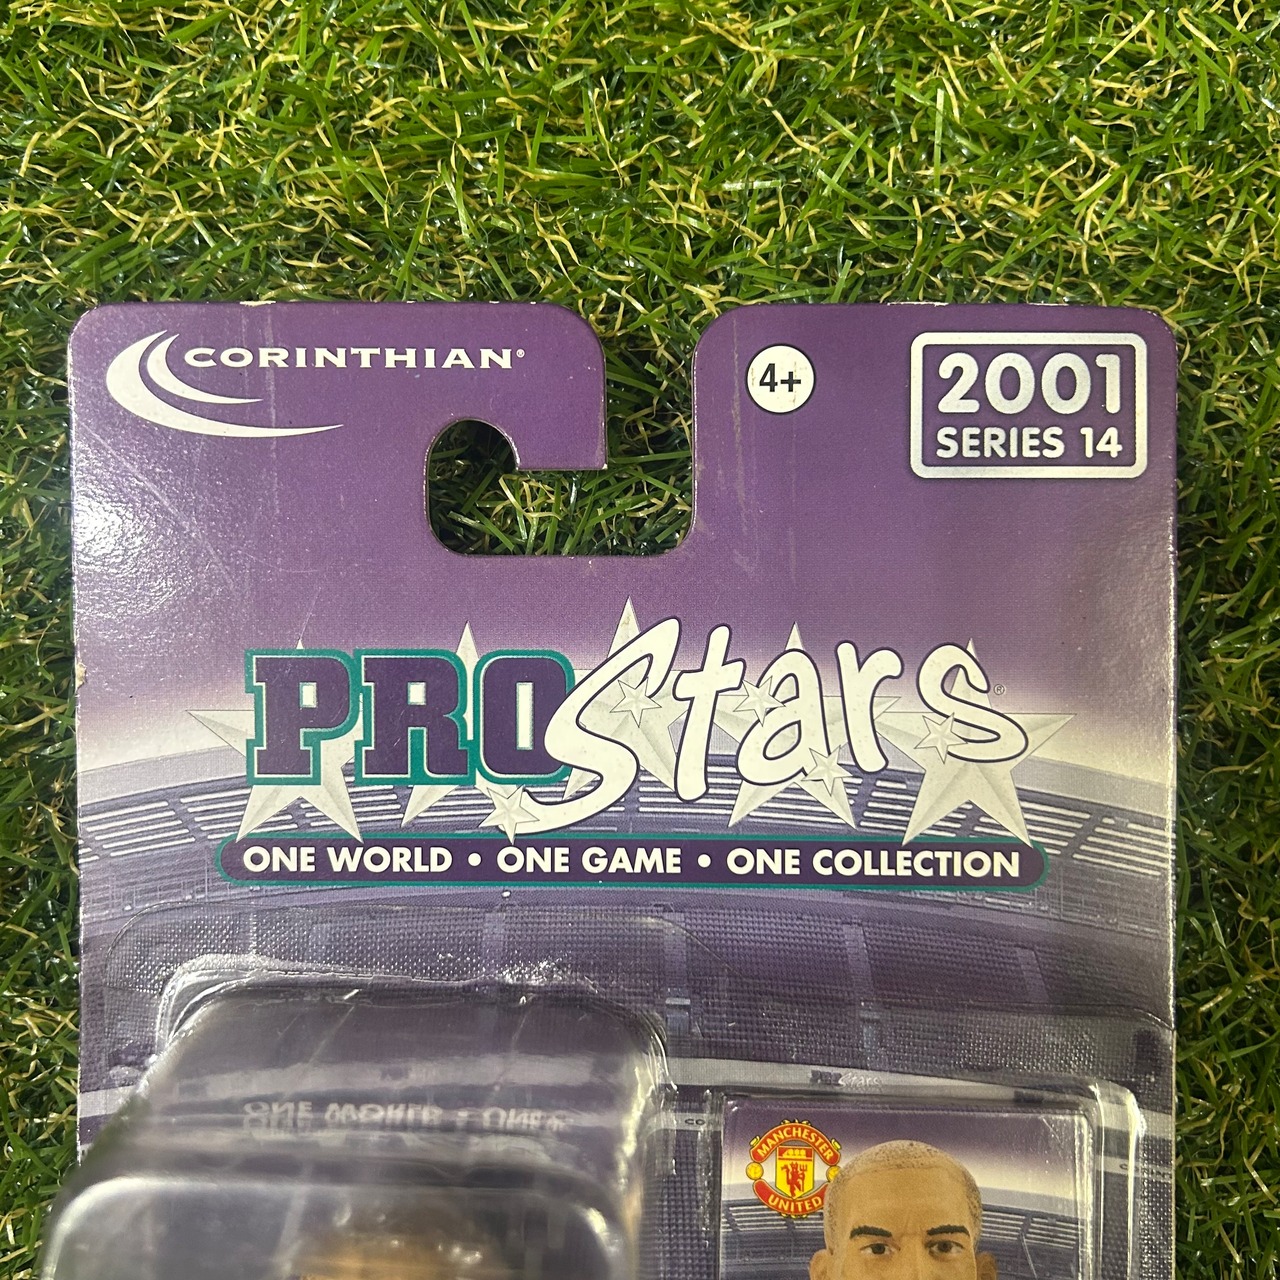 CORINTHIAN®
4+
2001
SERIES 14
PROStars®
ONE WORLD • ONE GAME • ONE COLLECTION
MANCHESTER
UNITED